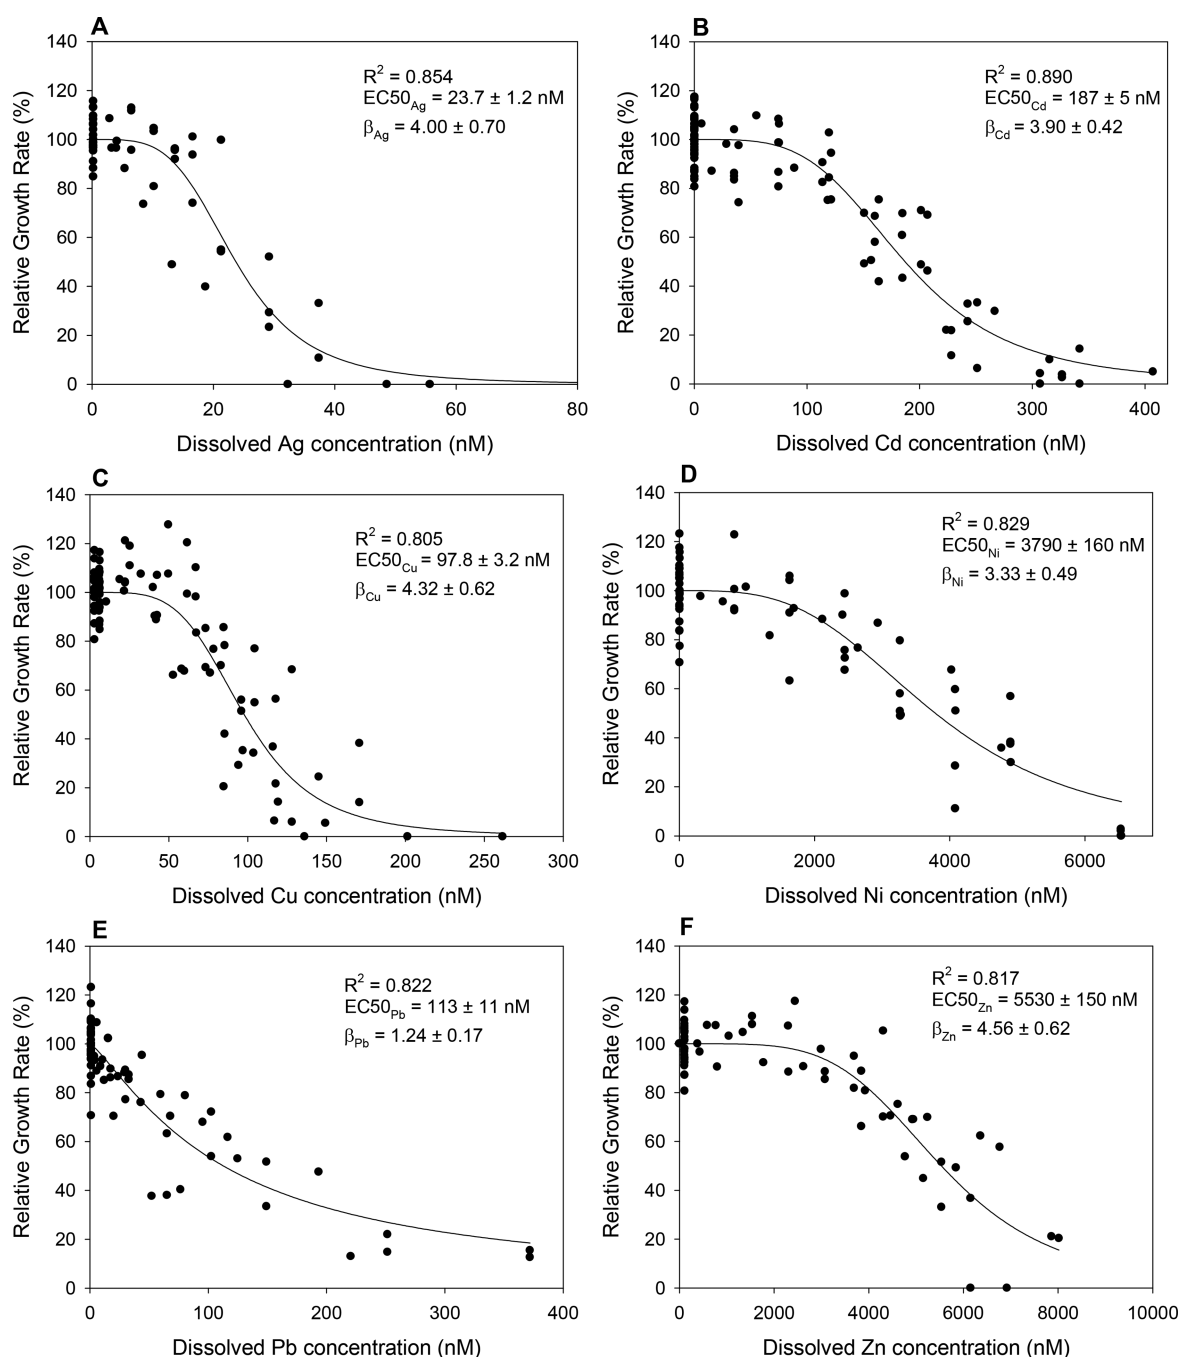 A
140
120
100
80
60
40
20
0
Relative Growth Rate (%)
R² = 0.854
EC50Ag = 23.7 ± 1.2 nM
βAg = 4.00 ± 0.70
0 20 40 60 80
Dissolved Ag concentration (nM)
B
140
120
100
80
60
40
20
0
Relative Growth Rate (%)
R² = 0.890
EC50Cd = 187 ± 5 nM
βCd = 3.90 ± 0.42
0 100 200 300 400
Dissolved Cd concentration (nM)
C
140
120
100
80
60
40
20
0
Relative Growth Rate (%)
R² = 0.805
EC50Cu = 97.8 ± 3.2 nM
βCu = 4.32 ± 0.62
0 50 100 150 200 250 300
Dissolved Cu concentration (nM)
D
140
120
100
80
60
40
20
0
Relative Growth Rate (%)
R² = 0.829
EC50Ni = 3790 ± 160 nM
βNi = 3.33 ± 0.49
0 2000 4000 6000
Dissolved Ni concentration (nM)
E
140
120
100
80
60
40
20
0
Relative Growth Rate (%)
R² = 0.822
EC50Pb = 113 ± 11 nM
βPb = 1.24 ± 0.17
0 100 200 300 400
Dissolved Pb concentration (nM)
F
140
120
100
80
60
40
20
0
Relative Growth Rate (%)
R² = 0.817
EC50Zn = 5530 ± 150 nM
βZn = 4.56 ± 0.62
0 2000 4000 6000 8000 10000
Dissolved Zn concentration (nM)